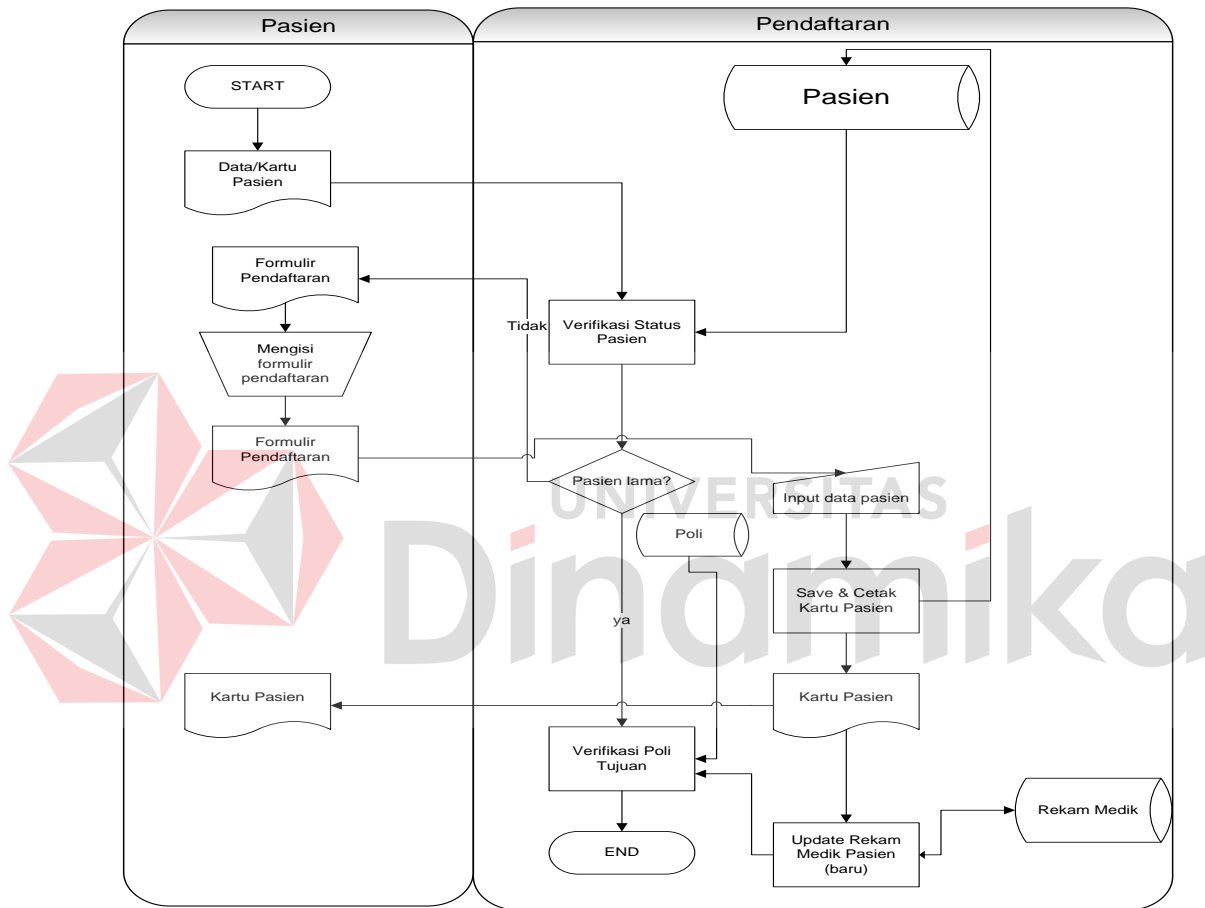 Pasien
Pendaftaran
START
Pasien
Data/Kartu
Pasien
Formulir
Pendaftaran
Tidak
Verifikasi Status
Pasien
Mengisi
formulir
pendaftaran
Formulir
Pendaftaran
Pasien lama?
Input data pasien
UNIVERSITAS
Dinamika
Poli
Save & Cetak
Kartu Pasien
ya
Kartu Pasien
Kartu Pasien
Verifikasi Poli
Tujuan
Rekam Medik
END
Update Rekam
Medik Pasien
(baru)